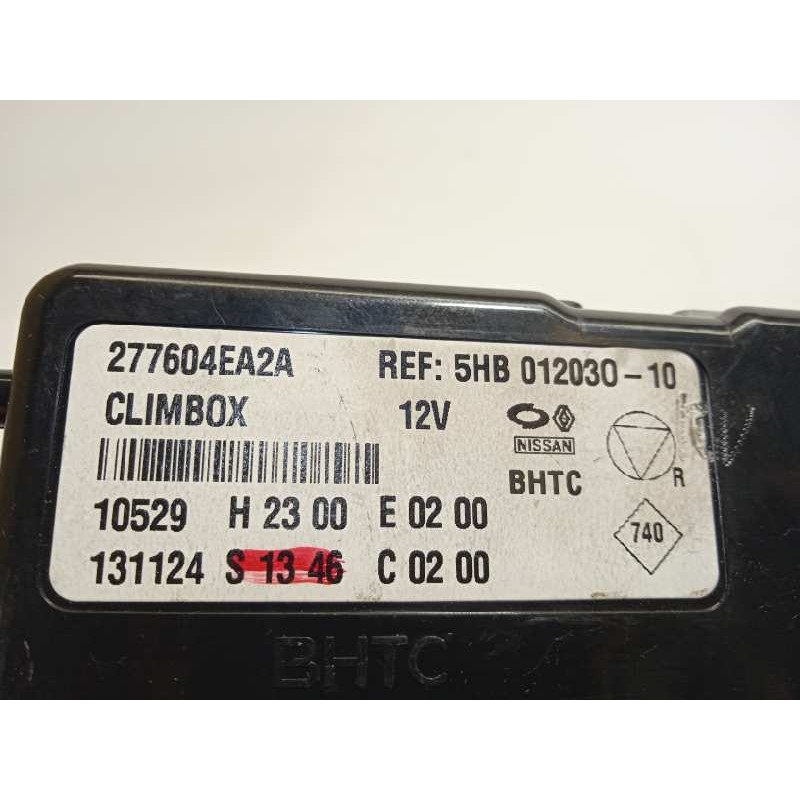 277604EA2A REF: 5HB 012030-10
CLIMBOX 12V
NISSAN
BHTC
R
10529 H 23 00 E 02 00
740
131124 S 13 46 C 02 00
BHTC